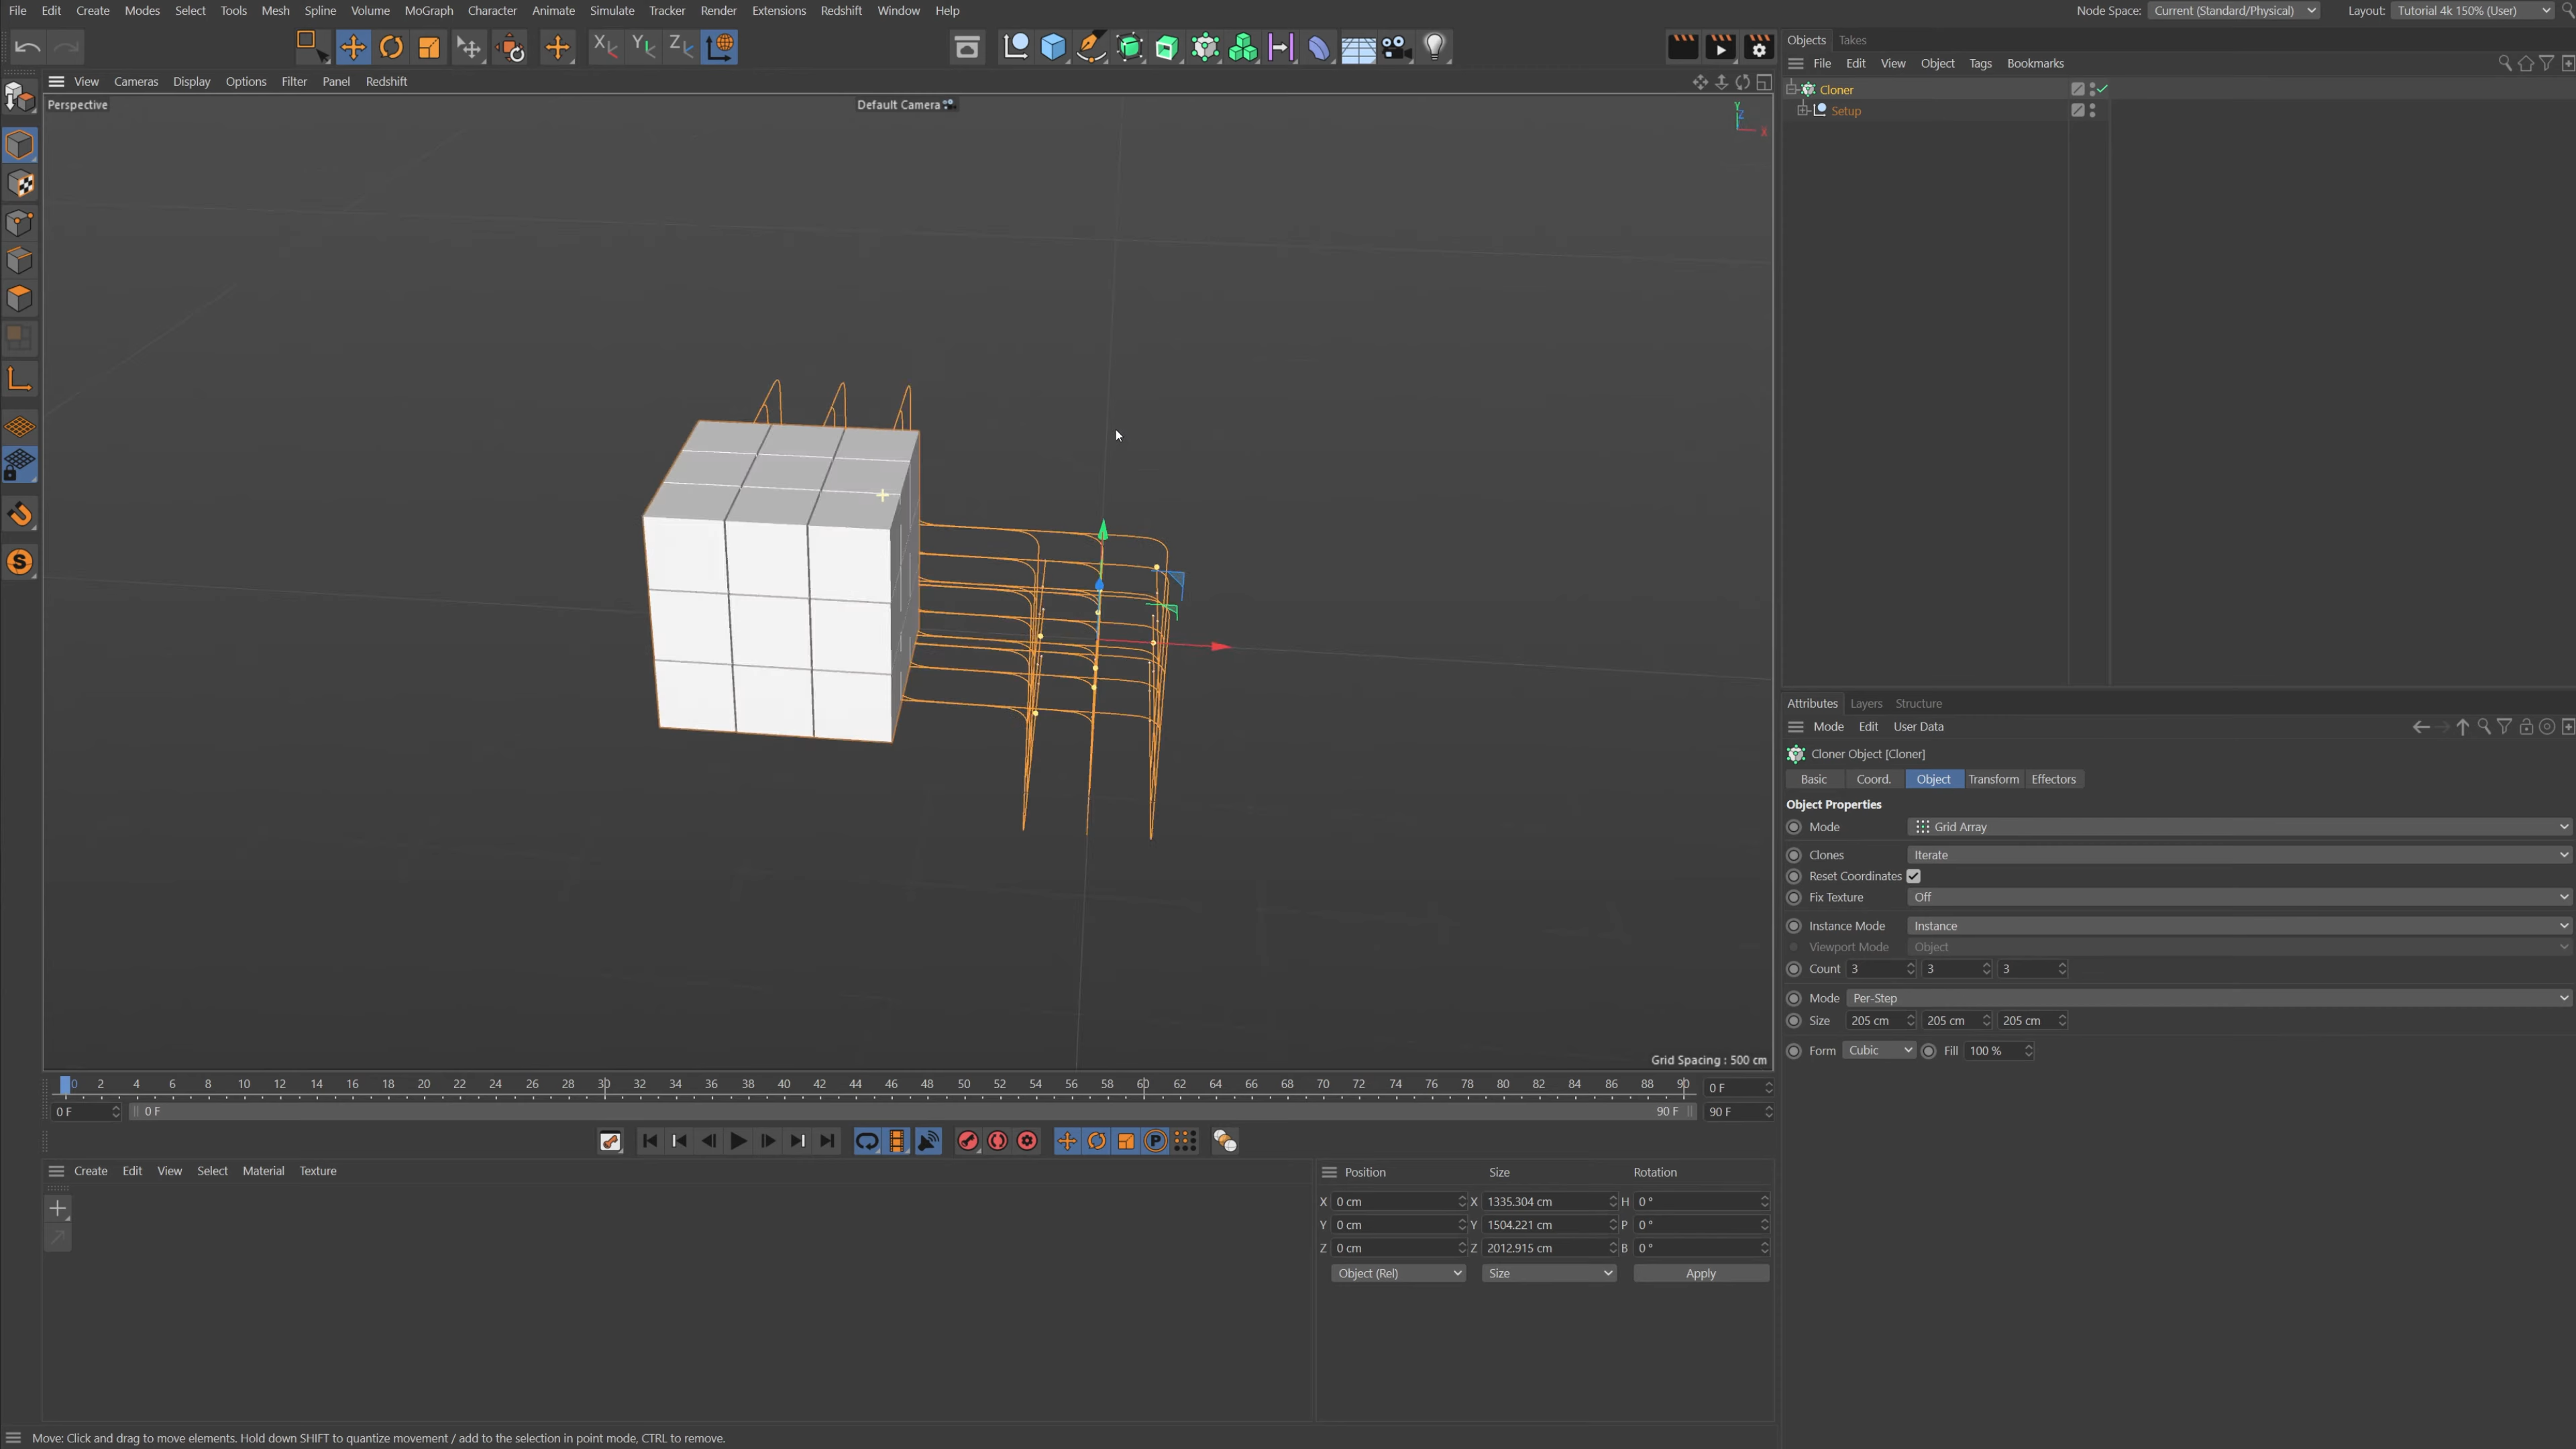 File Edit Create Modes Select Tools Mesh Spline Volume MoGraph Character Animate Simulate Tracker Render Extensions Redshift Window Help Node Space: Current (Standard/Physical) Layout: Tutorial 4k 150% (User)
X Y Z
Objects Takes
File Edit View Object Tags Bookmarks
View Cameras Display Options Filter Panel Redshift
Perspective Default Camera
Y
Z
X
Cloner
Setup
Grid Spacing : 500 cm
Attributes Layers Structure
Mode Edit User Data
Cloner Object [Cloner]
Basic Coord. Object Transform Effectors
Object Properties
Mode Grid Array
Clones Iterate
Reset Coordinates
Fix Texture Off
Instance Mode Instance
Viewport Mode Object
Count 3 3 3
Mode Per-Step
Size 205 cm 205 cm 205 cm
Form Cubic Fill 100 %
0 2 4 6 8 10 12 14 16 18 20 22 24 26 28 30 32 34 36 38 40 42 44 46 48 50 52 54 56 58 60 62 64 66 68 70 72 74 76 78 80 82 84 86 88 90 0 F
0 F 0 F 90 F 90 F
P
Create Edit View Select Material Texture
Position Size Rotation
X 0 cm X 1335.304 cm H 0 °
Y 0 cm Y 1504.221 cm P 0 °
Z 0 cm Z 2012.915 cm B 0 °
Object (Rel) Size Apply
Move: Click and drag to move elements. Hold down SHIFT to quantize movement / add to the selection in point mode, CTRL to remove.